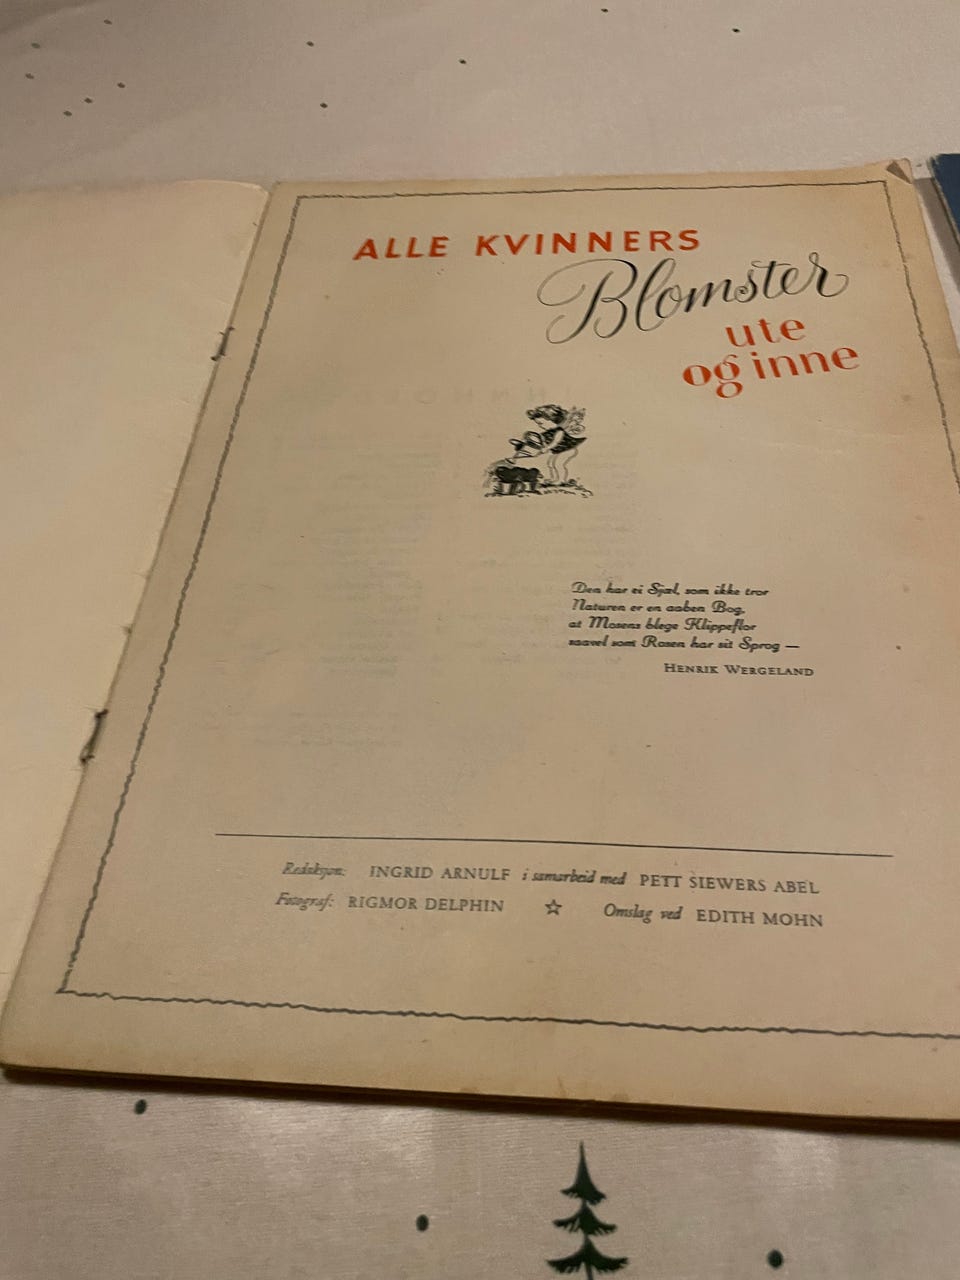 ALLE KVINNERS
Blomster
ute
og inne
Den har ei Sjæl, som ikke tror
Naturen er en aaben Bog,
at Mosens blege Klippeflor
saavel som Rosen har sit Sprog —
HENRIK WERGELAND
Redaksjon: INGRID ARNULF i samarbeid med PETT SIEWERS ABEL
Fotograf: RIGMOR DELPHIN ☆ Omslag ved EDITH MOHN